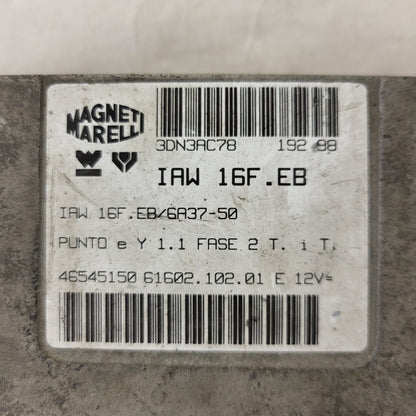 MAGNETI
MARELLI
3DN3AC78 192 98
IAW 16F.EB
IAW 16F.EB/6A37-50
PUNTO e Y 1.1 FASE 2 T. i T.
46545150 61602.102.01 E 12V=